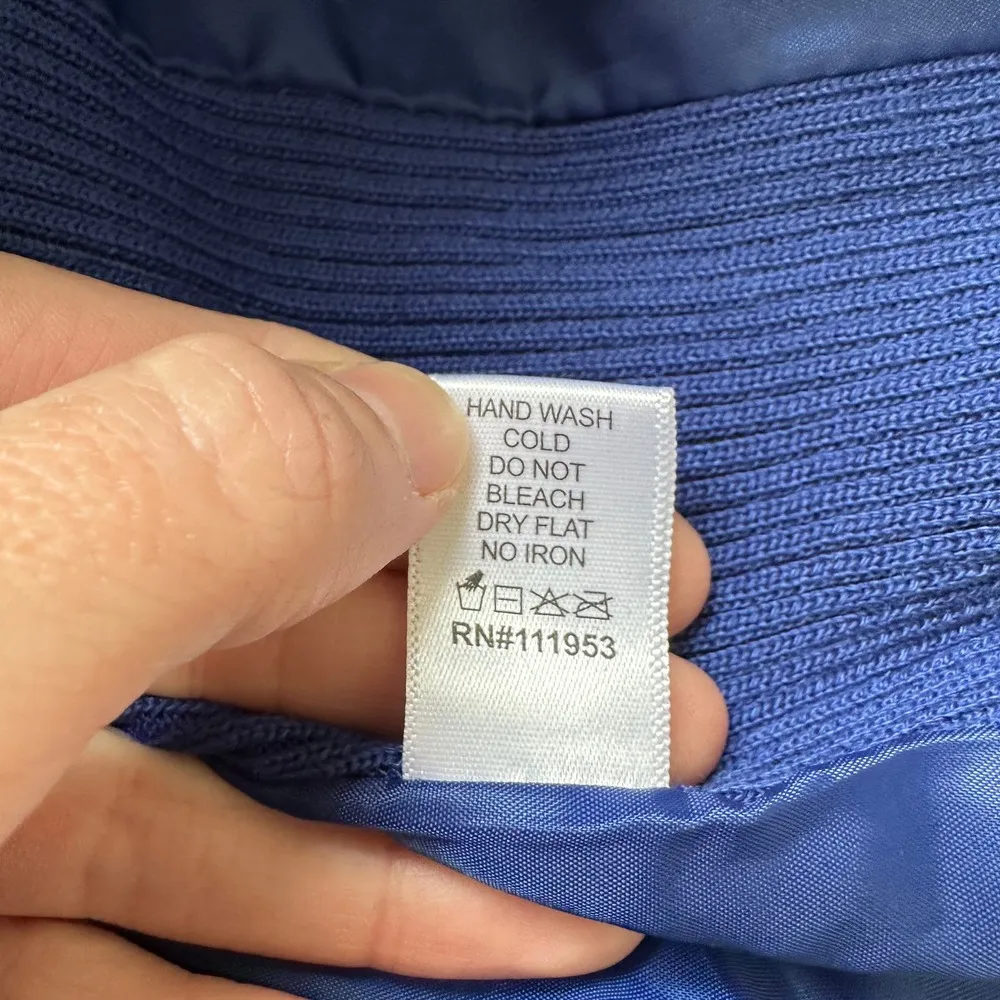 HAND WASH
COLD
DO NOT
BLEACH
DRY FLAT
NO IRON
RN#111953